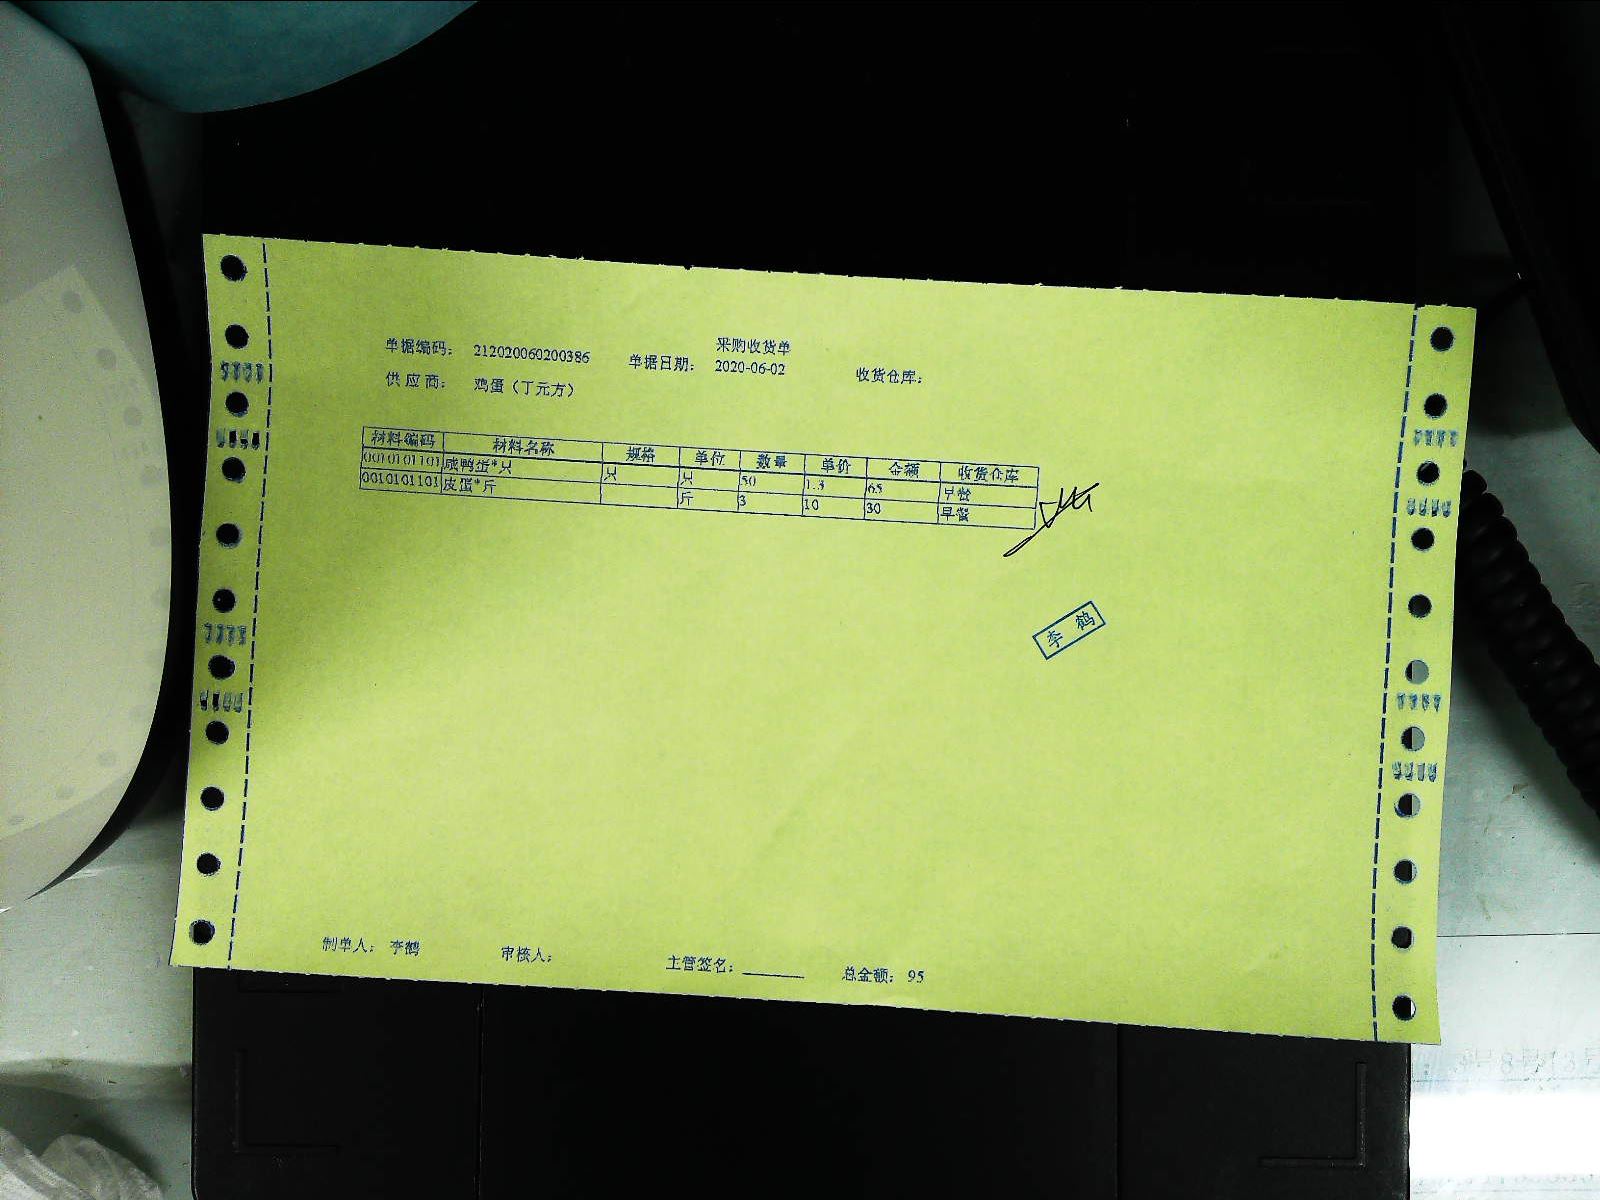 采购收货单
单据编码： 212020060200386 单据日期： 2020-06-02 收货仓库：
供应商： 鸡蛋（丁元方）
材料编码 材料名称 规格 单位 数量 单价 金额 收货仓库
0010101101 咸鸭蛋*只 只 只 50 1.3 65 早餐
0010101101 皮蛋*斤 斤 3 10 30 早餐
李鹤
制单人： 李鹤 审核人： 主管签名： 总金额： 95